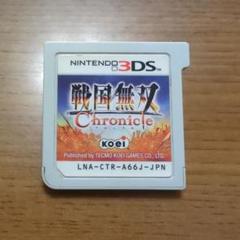 NINTENDO 3DS
戦国無双
Chronicle
KOEI
Published by TECMO KOEI GAMES CO., LTD.
LNA-CTR-A66J-JPN